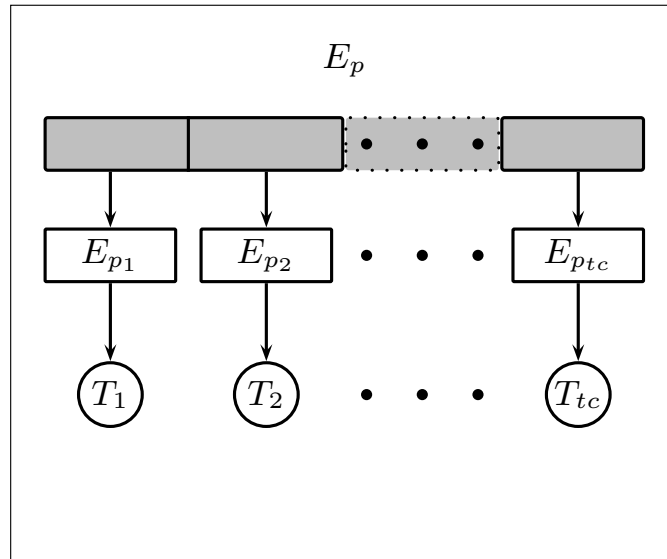 E_p
E_{p_1} E_{p_2} • • • E_{p_{tc}}
T_1 T_2 • • • T_{tc}